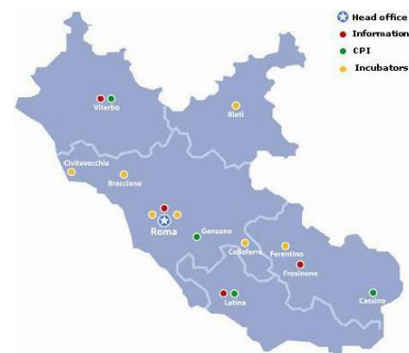 Head office
Information
CPI
Incubators
Viterbo
Rieti
Civitavecchia
Bracciano
Roma
Genzano
Colleferro
Ferentino
Frosinone
Latina
Cassino